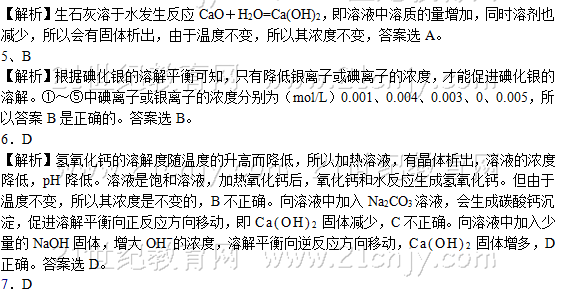 【解析】生石灰溶于水发生反应 CaO＋H₂O=Ca(OH)₂，即溶液中溶质的量增加，同时溶剂也
减少，所以会有固体析出，由于温度不变，所以其浓度不变，答案选 A。
5、B
【解析】根据碘化银的溶解平衡可知，只有降低银离子或碘离子的浓度，才能促进碘化银的
溶解。①～⑤中碘离子或银离子的浓度分别为（mol/L）0.001、0.004、0.003、0、0.005，所
以答案 B 是正确的。答案选 B。
6．D
【解析】氢氧化钙的溶解度随温度的升高而降低，所以加热溶液，有晶体析出，溶液的浓度
降低，pH 降低。溶液是饱和溶液，加热氧化钙后，氧化钙和水反应生成氢氧化钙。但由于
温度不变，所以其浓度是不变的，B 不正确。向溶液中加入 Na₂CO₃ 溶液，会生成碳酸钙沉
淀，促进溶解平衡向正反应方向移动，即 Ca(OH)₂ 固体减少，C 不正确。向溶液中加入少
量的 NaOH 固体，增大 OH⁻的浓度，溶解平衡向逆反应方向移动，Ca(OH)₂ 固体增多，D
正确。答案选 D。
7．D
21世纪教育网 www.21cnjy.com